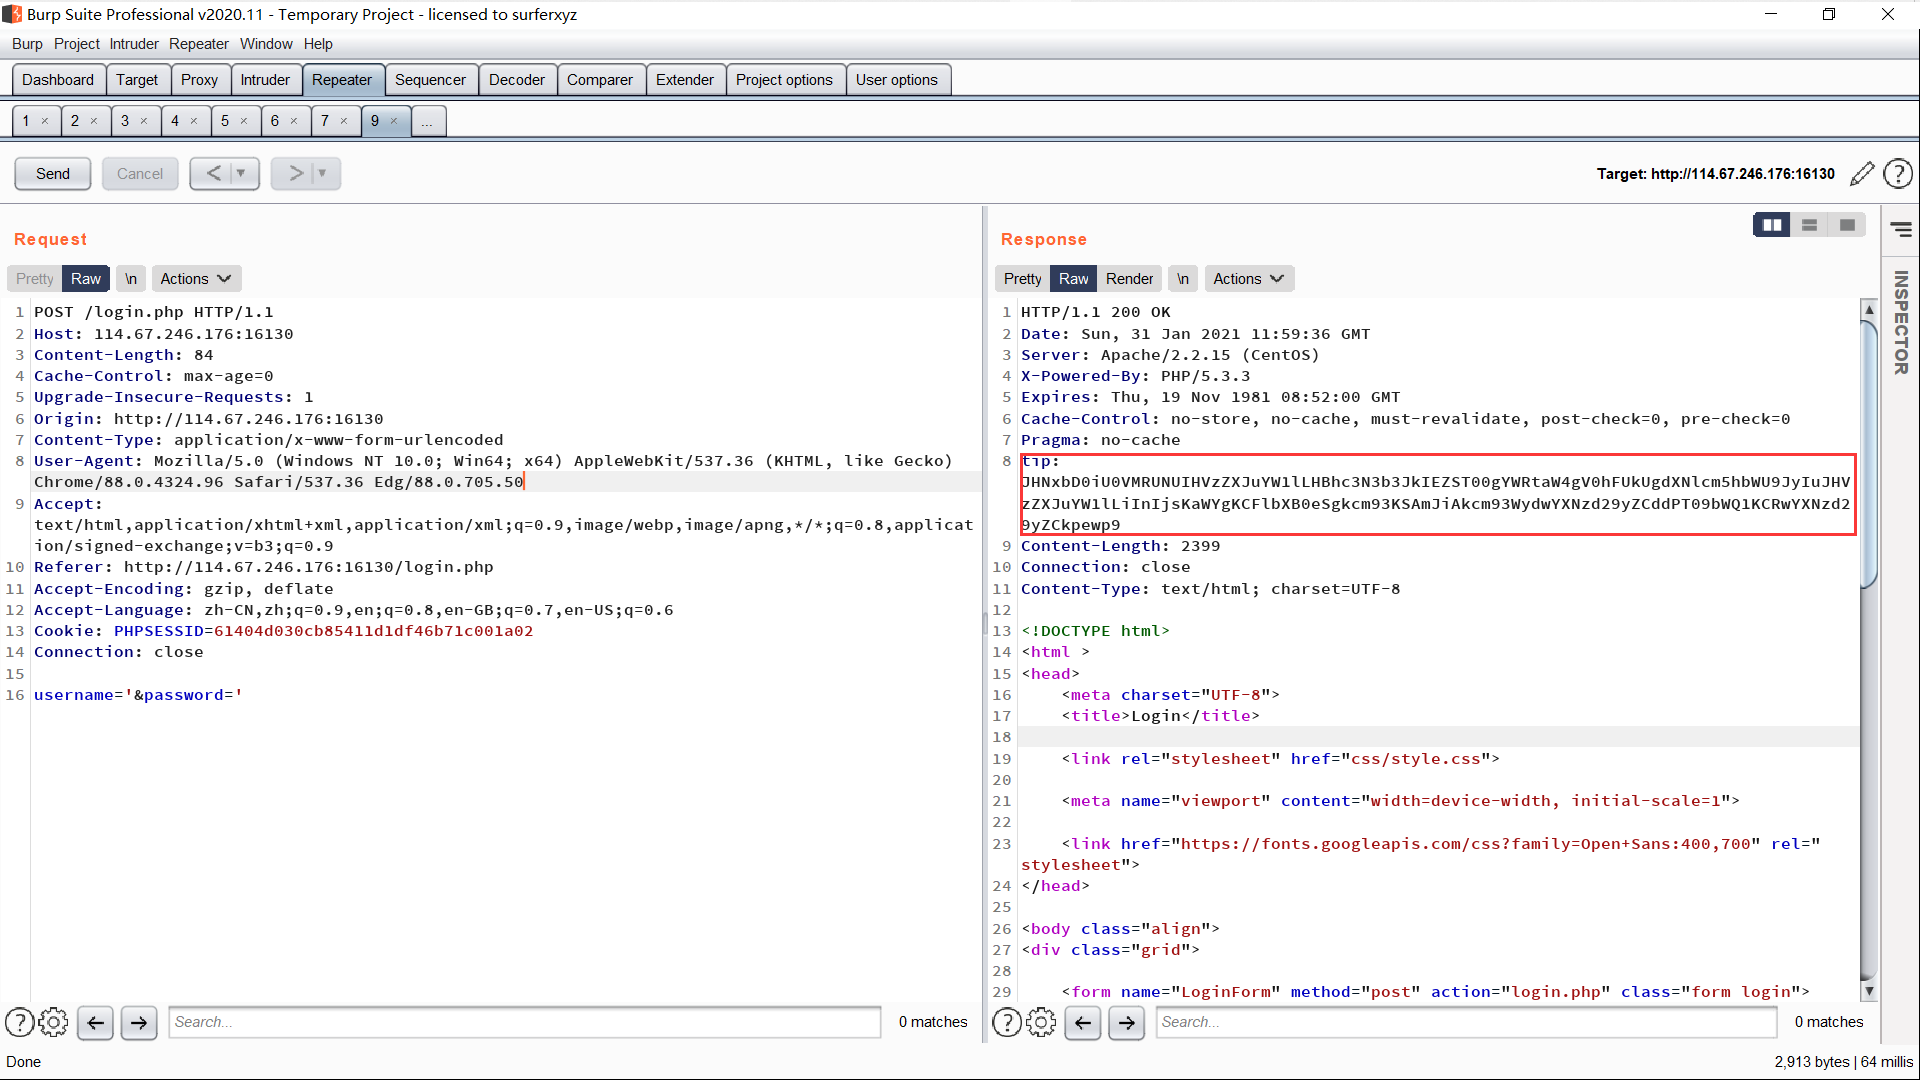 Burp Suite Professional v2020.11 - Temporary Project - licensed to surferxyz
Burp Project Intruder Repeater Window Help
Dashboard Target Proxy Intruder Repeater Sequencer Decoder Comparer Extender Project options User options
1 × 2 × 3 × 4 × 5 × 6 × 7 × 9 × ...
Send Cancel < > Target: http://114.67.246.176:16130
Request
Pretty Raw \n Actions
1 POST /login.php HTTP/1.1
2 Host: 114.67.246.176:16130
3 Content-Length: 84
4 Cache-Control: max-age=0
5 Upgrade-Insecure-Requests: 1
6 Origin: http://114.67.246.176:16130
7 Content-Type: application/x-www-form-urlencoded
8 User-Agent: Mozilla/5.0 (Windows NT 10.0; Win64; x64) AppleWebKit/537.36 (KHTML, like Gecko)
Chrome/88.0.4324.96 Safari/537.36 Edg/88.0.705.50
9 Accept:
text/html,application/xhtml+xml,application/xml;q=0.9,image/webp,image/apng,*/*;q=0.8,applicat
ion/signed-exchange;v=b3;q=0.9
10 Referer: http://114.67.246.176:16130/login.php
11 Accept-Encoding: gzip, deflate
12 Accept-Language: zh-CN,zh;q=0.9,en;q=0.8,en-GB;q=0.7,en-US;q=0.6
13 Cookie: PHPSESSID=61404d030cb85411d1df46b71c001a02
14 Connection: close
15
16 username='&password='
Search... 0 matches
Response
Pretty Raw Render \n Actions
1 HTTP/1.1 200 OK
2 Date: Sun, 31 Jan 2021 11:59:36 GMT
3 Server: Apache/2.2.15 (CentOS)
4 X-Powered-By: PHP/5.3.3
5 Expires: Thu, 19 Nov 1981 08:52:00 GMT
6 Cache-Control: no-store, no-cache, must-revalidate, post-check=0, pre-check=0
7 Pragma: no-cache
8 tip:
JHNxbD0iU0VMRUNUIHVzZXJuYW1lLHBhc3N3b3JkIEZST00gYWRtaW4gV0hFUkUgdXNlcm5hbWU9JyIuJHV
zZXJuYW1lLiInIjsKaWYgKCFlbXB0eSgkcm93KSAmJiAkcm93WydwYXNzd29yZCddPT09bWQ1KCRwYXNzd2
9yZCkpewp9
9 Content-Length: 2399
10 Connection: close
11 Content-Type: text/html; charset=UTF-8
12
13 <!DOCTYPE html>
14 <html >
15 <head>
16 <meta charset="UTF-8">
17 <title>Login</title>
18
19 <link rel="stylesheet" href="css/style.css">
20
21 <meta name="viewport" content="width=device-width, initial-scale=1">
22
23 <link href="https://fonts.googleapis.com/css?family=Open+Sans:400,700" rel="
stylesheet">
24 </head>
25
26 <body class="align">
27 <div class="grid">
28
29 <form name="LoginForm" method="post" action="login.php" class="form login">
Search... 0 matches
INSPECTOR
Done 2,913 bytes | 64 millis